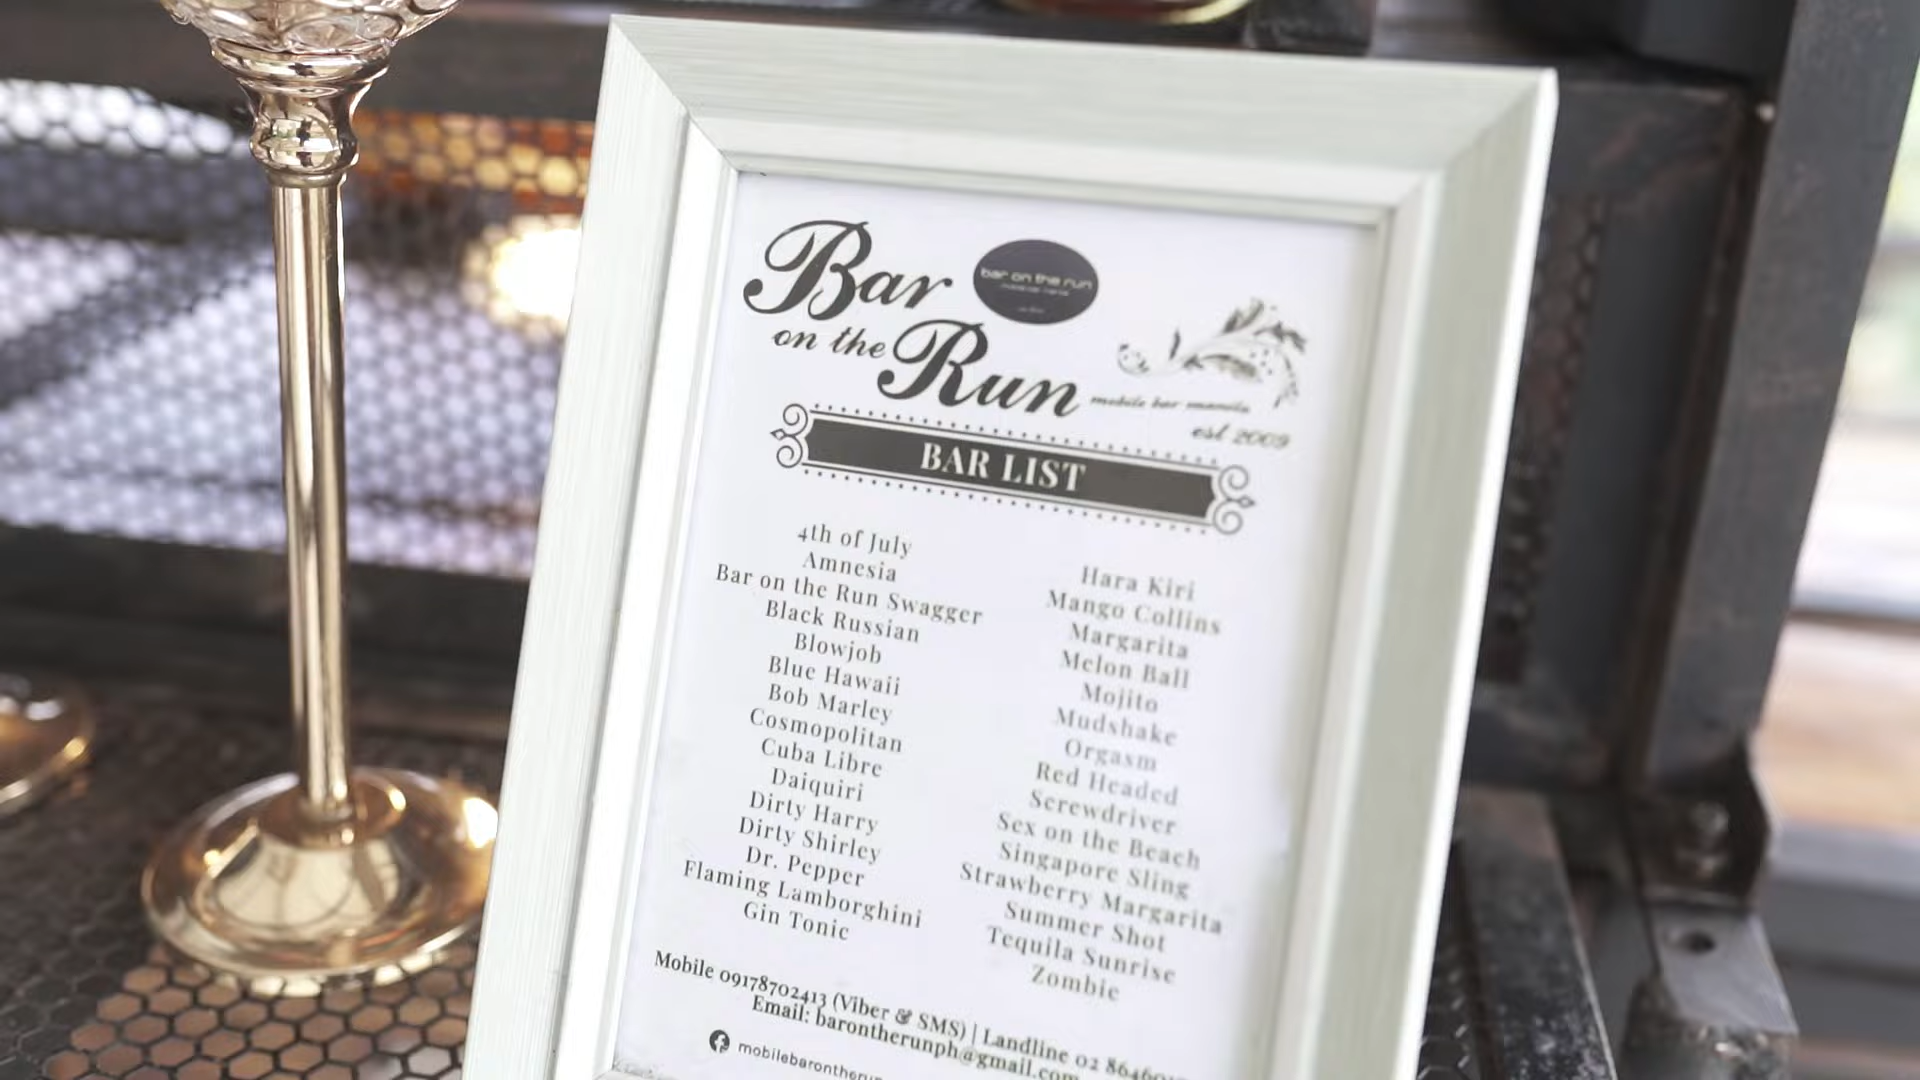 Bar
bar on the run
on the Run
mobile bar manila
est 2009
BAR LIST
4th of July
Amnesia
Bar on the Run Swagger
Black Russian
Blowjob
Blue Hawaii
Bob Marley
Cosmopolitan
Cuba Libre
Daiquiri
Dirty Harry
Dirty Shirley
Dr. Pepper
Flaming Lamborghini
Gin Tonic
Hara Kiri
Mango Collins
Margarita
Melon Ball
Mojito
Mudshake
Orgasm
Red Headed
Screwdriver
Sex on the Beach
Singapore Sling
Strawberry Margarita
Summer Shot
Tequila Sunrise
Zombie
Mobile 09178702413 (Viber & SMS) | Landline 02
Email: barontherunph@gmail.com
mobilebarontherun